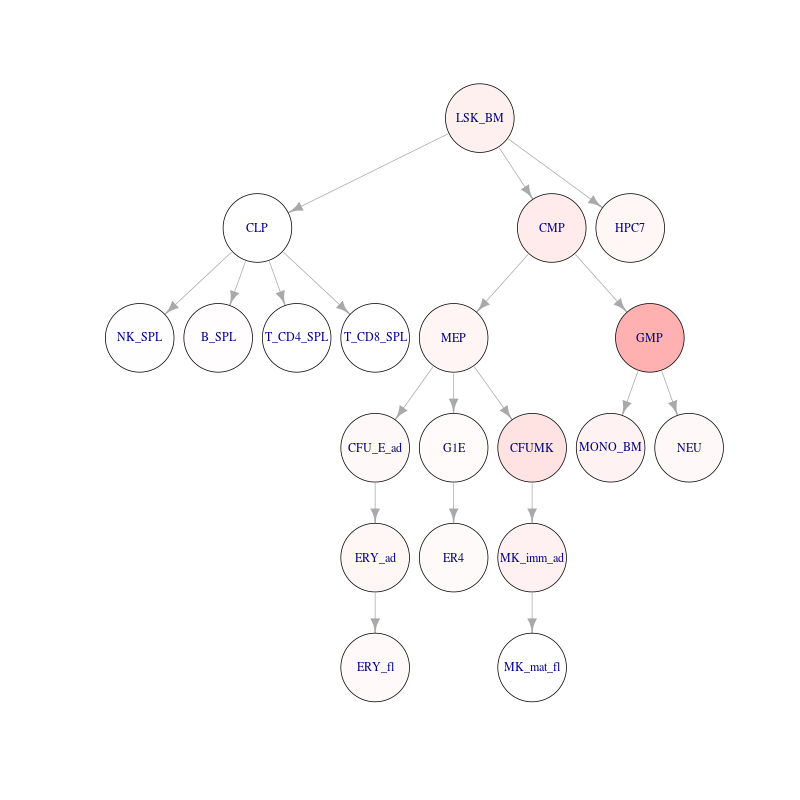 LSK_BM
CLP
CMP
HPC7
NK_SPL
B_SPL
T_CD4_SPL
T_CD8_SPL
MEP
GMP
CFU_E_ad
G1E
CFUMK
MONO_BM
NEU
ERY_ad
ER4
MK_imm_ad
ERY_fl
MK_mat_fl